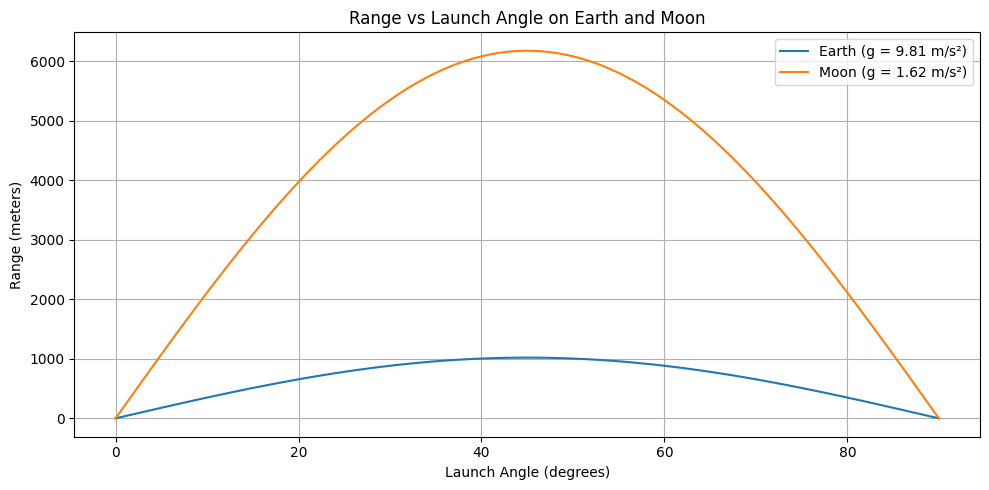 Range vs Launch Angle on Earth and Moon
Earth (g = 9.81 m/s²)
Moon (g = 1.62 m/s²)
Range (meters)
6000
5000
4000
3000
2000
1000
0
0 20 40 60 80
Launch Angle (degrees)